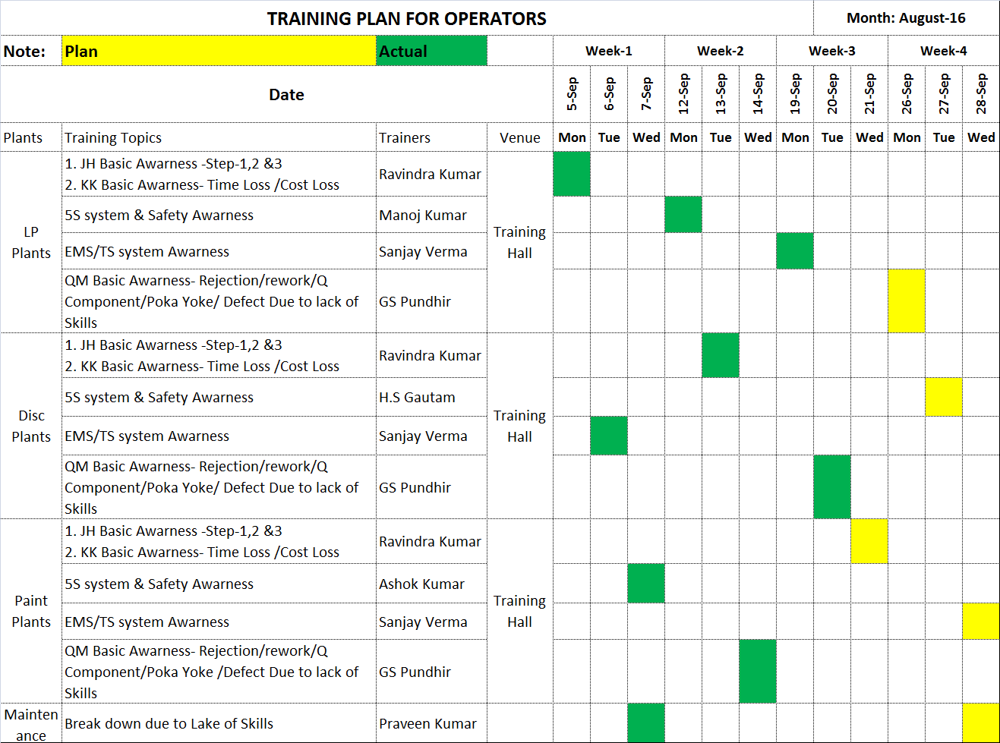 TRAINING PLAN FOR OPERATORS Month: August-16
Note: Plan Actual Week-1 Week-2 Week-3 Week-4
Date 5-Sep 6-Sep 7-Sep 12-Sep 13-Sep 14-Sep 19-Sep 20-Sep 21-Sep 26-Sep 27-Sep 28-Sep
Plants Training Topics Trainers Venue Mon Tue Wed Mon Tue Wed Mon Tue Wed Mon Tue Wed
LP
Plants
1. JH Basic Awarness -Step-1,2 &3
2. KK Basic Awarness- Time Loss /Cost Loss
Ravindra Kumar
Training
Hall
5S system & Safety Awarness Manoj Kumar
EMS/TS system Awarness Sanjay Verma
QM Basic Awarness- Rejection/rework/Q
Component/Poka Yoke/ Defect Due to lack of
Skills
GS Pundhir
Disc
Plants
1. JH Basic Awarness -Step-1,2 &3
2. KK Basic Awarness- Time Loss /Cost Loss
Ravindra Kumar
Training
Hall
5S system & Safety Awarness H.S Gautam
EMS/TS system Awarness Sanjay Verma
QM Basic Awarness- Rejection/rework/Q
Component/Poka Yoke/ Defect Due to lack of
Skills
GS Pundhir
Paint
Plants
1. JH Basic Awarness -Step-1,2 &3
2. KK Basic Awarness- Time Loss /Cost Loss
Ravindra Kumar
Training
Hall
5S system & Safety Awarness Ashok Kumar
EMS/TS system Awarness Sanjay Verma
QM Basic Awarness- Rejection/rework/Q
Component/Poka Yoke /Defect Due to lack of
Skills
GS Pundhir
Mainten
ance
Break down due to Lake of Skills Praveen Kumar